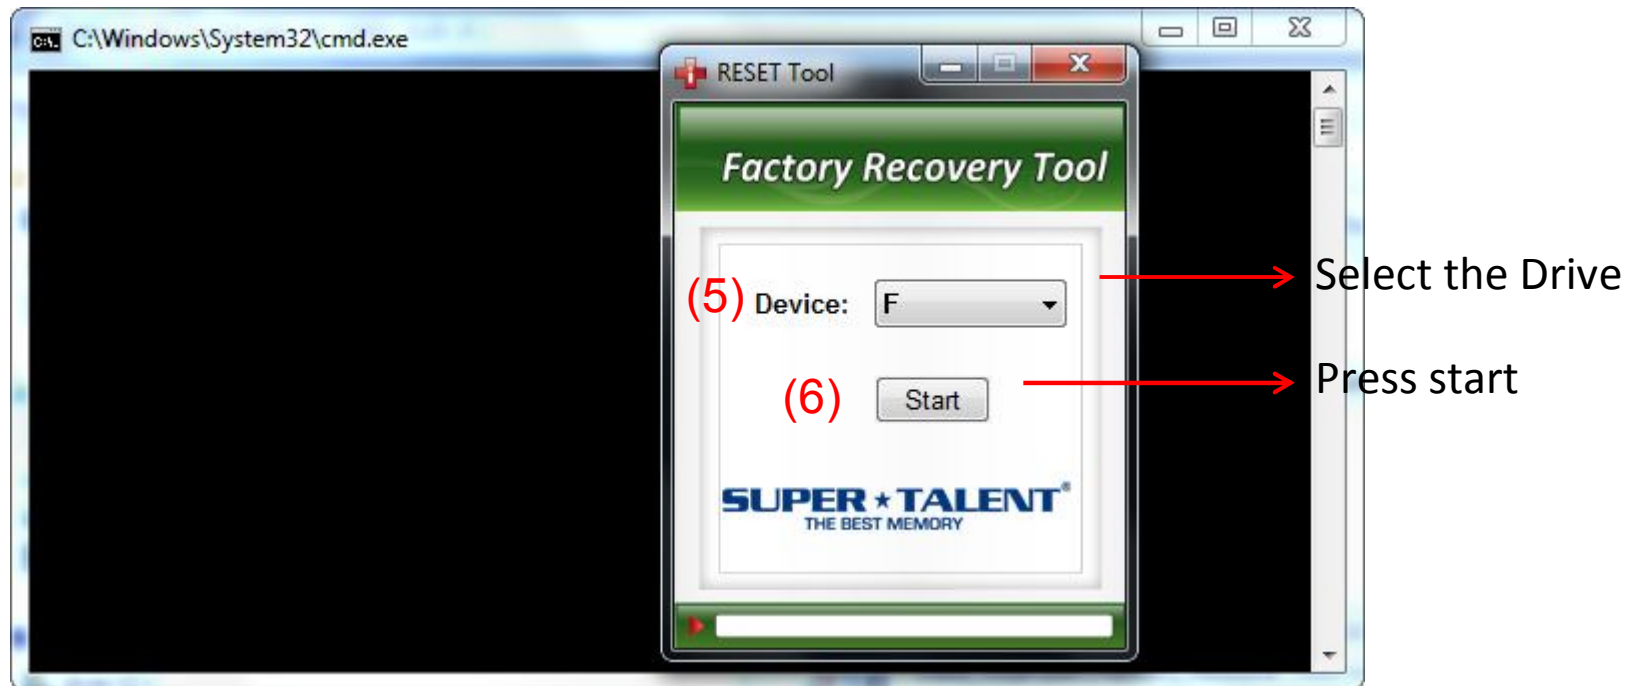 C:\Windows\System32\cmd.exe
RESET Tool
Factory Recovery Tool
(5) Device: F
Select the Drive
(6) Start
Press start
SUPER★TALENT®
THE BEST MEMORY